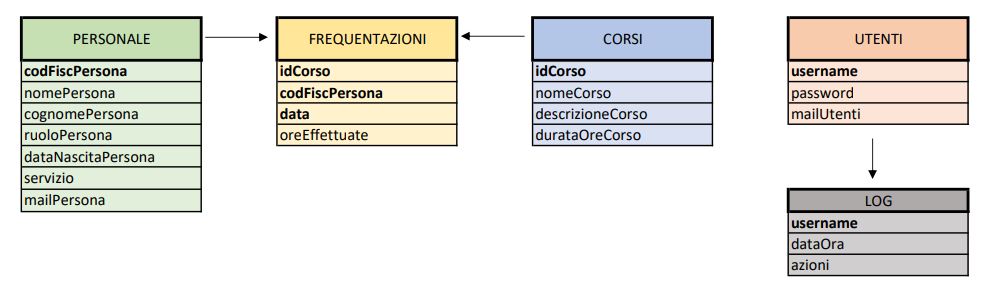 PERSONALE
codFiscPersona
nomePersona
cognomePersona
ruoloPersona
dataNascitaPersona
servizio
mailPersona
FREQUENTAZIONI
idCorso
codFiscPersona
data
oreEffettuate
CORSI
idCorso
nomeCorso
descrizioneCorso
durataOreCorso
UTENTI
username
password
mailUtenti
LOG
username
dataOra
azioni